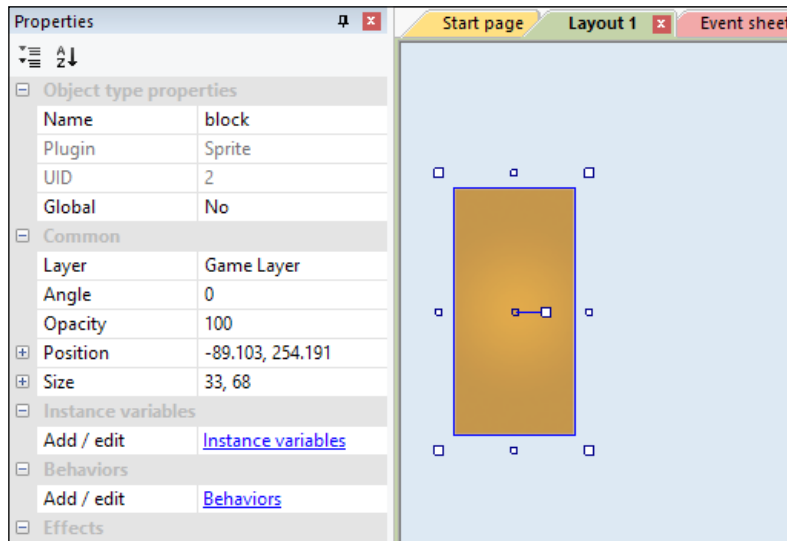 Properties
Start page
Layout 1
Event sheet
A
Z
Object type properties
Name block
Plugin Sprite
UID 2
Global No
Common
Layer Game Layer
Angle 0
Opacity 100
Position -89.103, 254.191
Size 33, 68
Instance variables
Add / edit Instance variables
Behaviors
Add / edit Behaviors
Effects